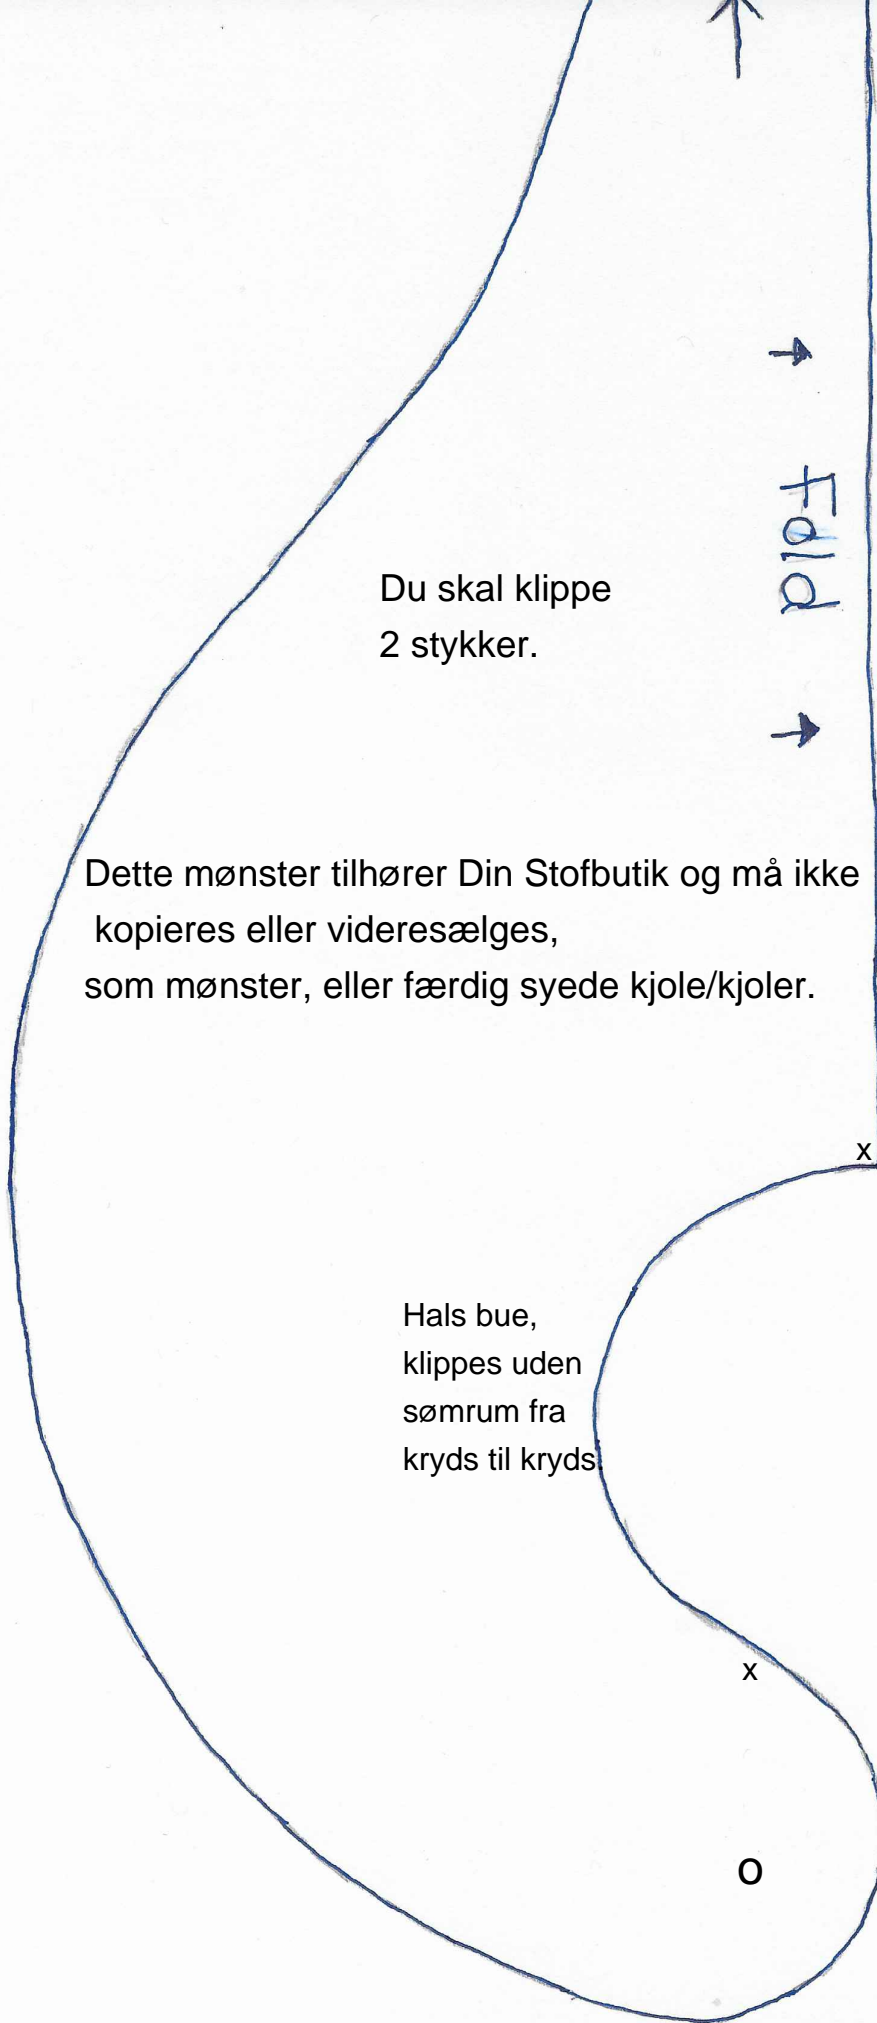 Fold
Du skal klippe
2 stykker.
Dette mønster tilhører Din Stofbutik og må ikke
kopieres eller videresælges,
som mønster, eller færdig syede kjole/kjoler.
x
Hals bue,
klippes uden
sømrum fra
kryds til kryds
x
o